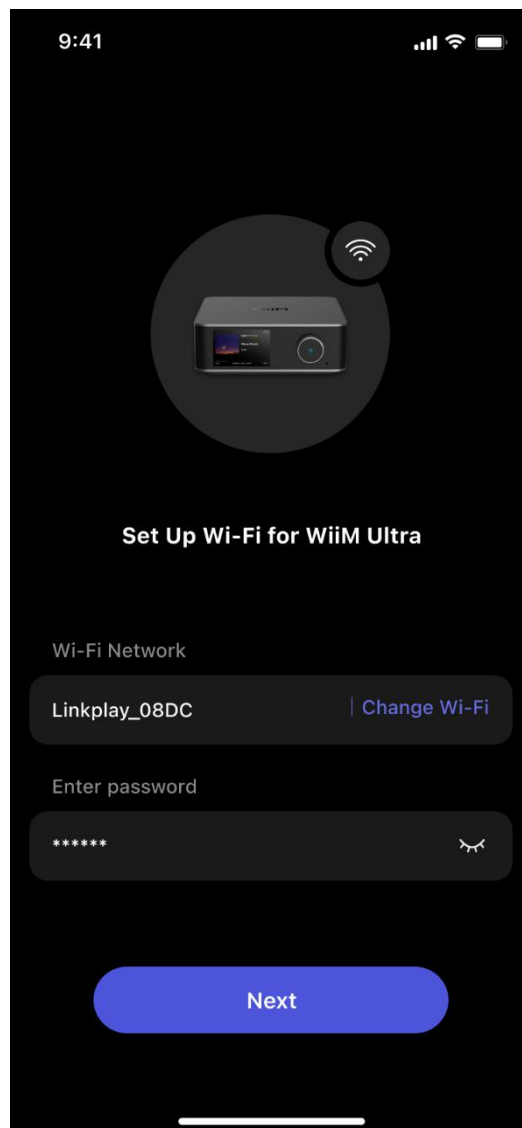 9:41
Set Up Wi-Fi for WiiM Ultra
Wi-Fi Network
Linkplay_08DC | Change Wi-Fi
Enter password
******
Next